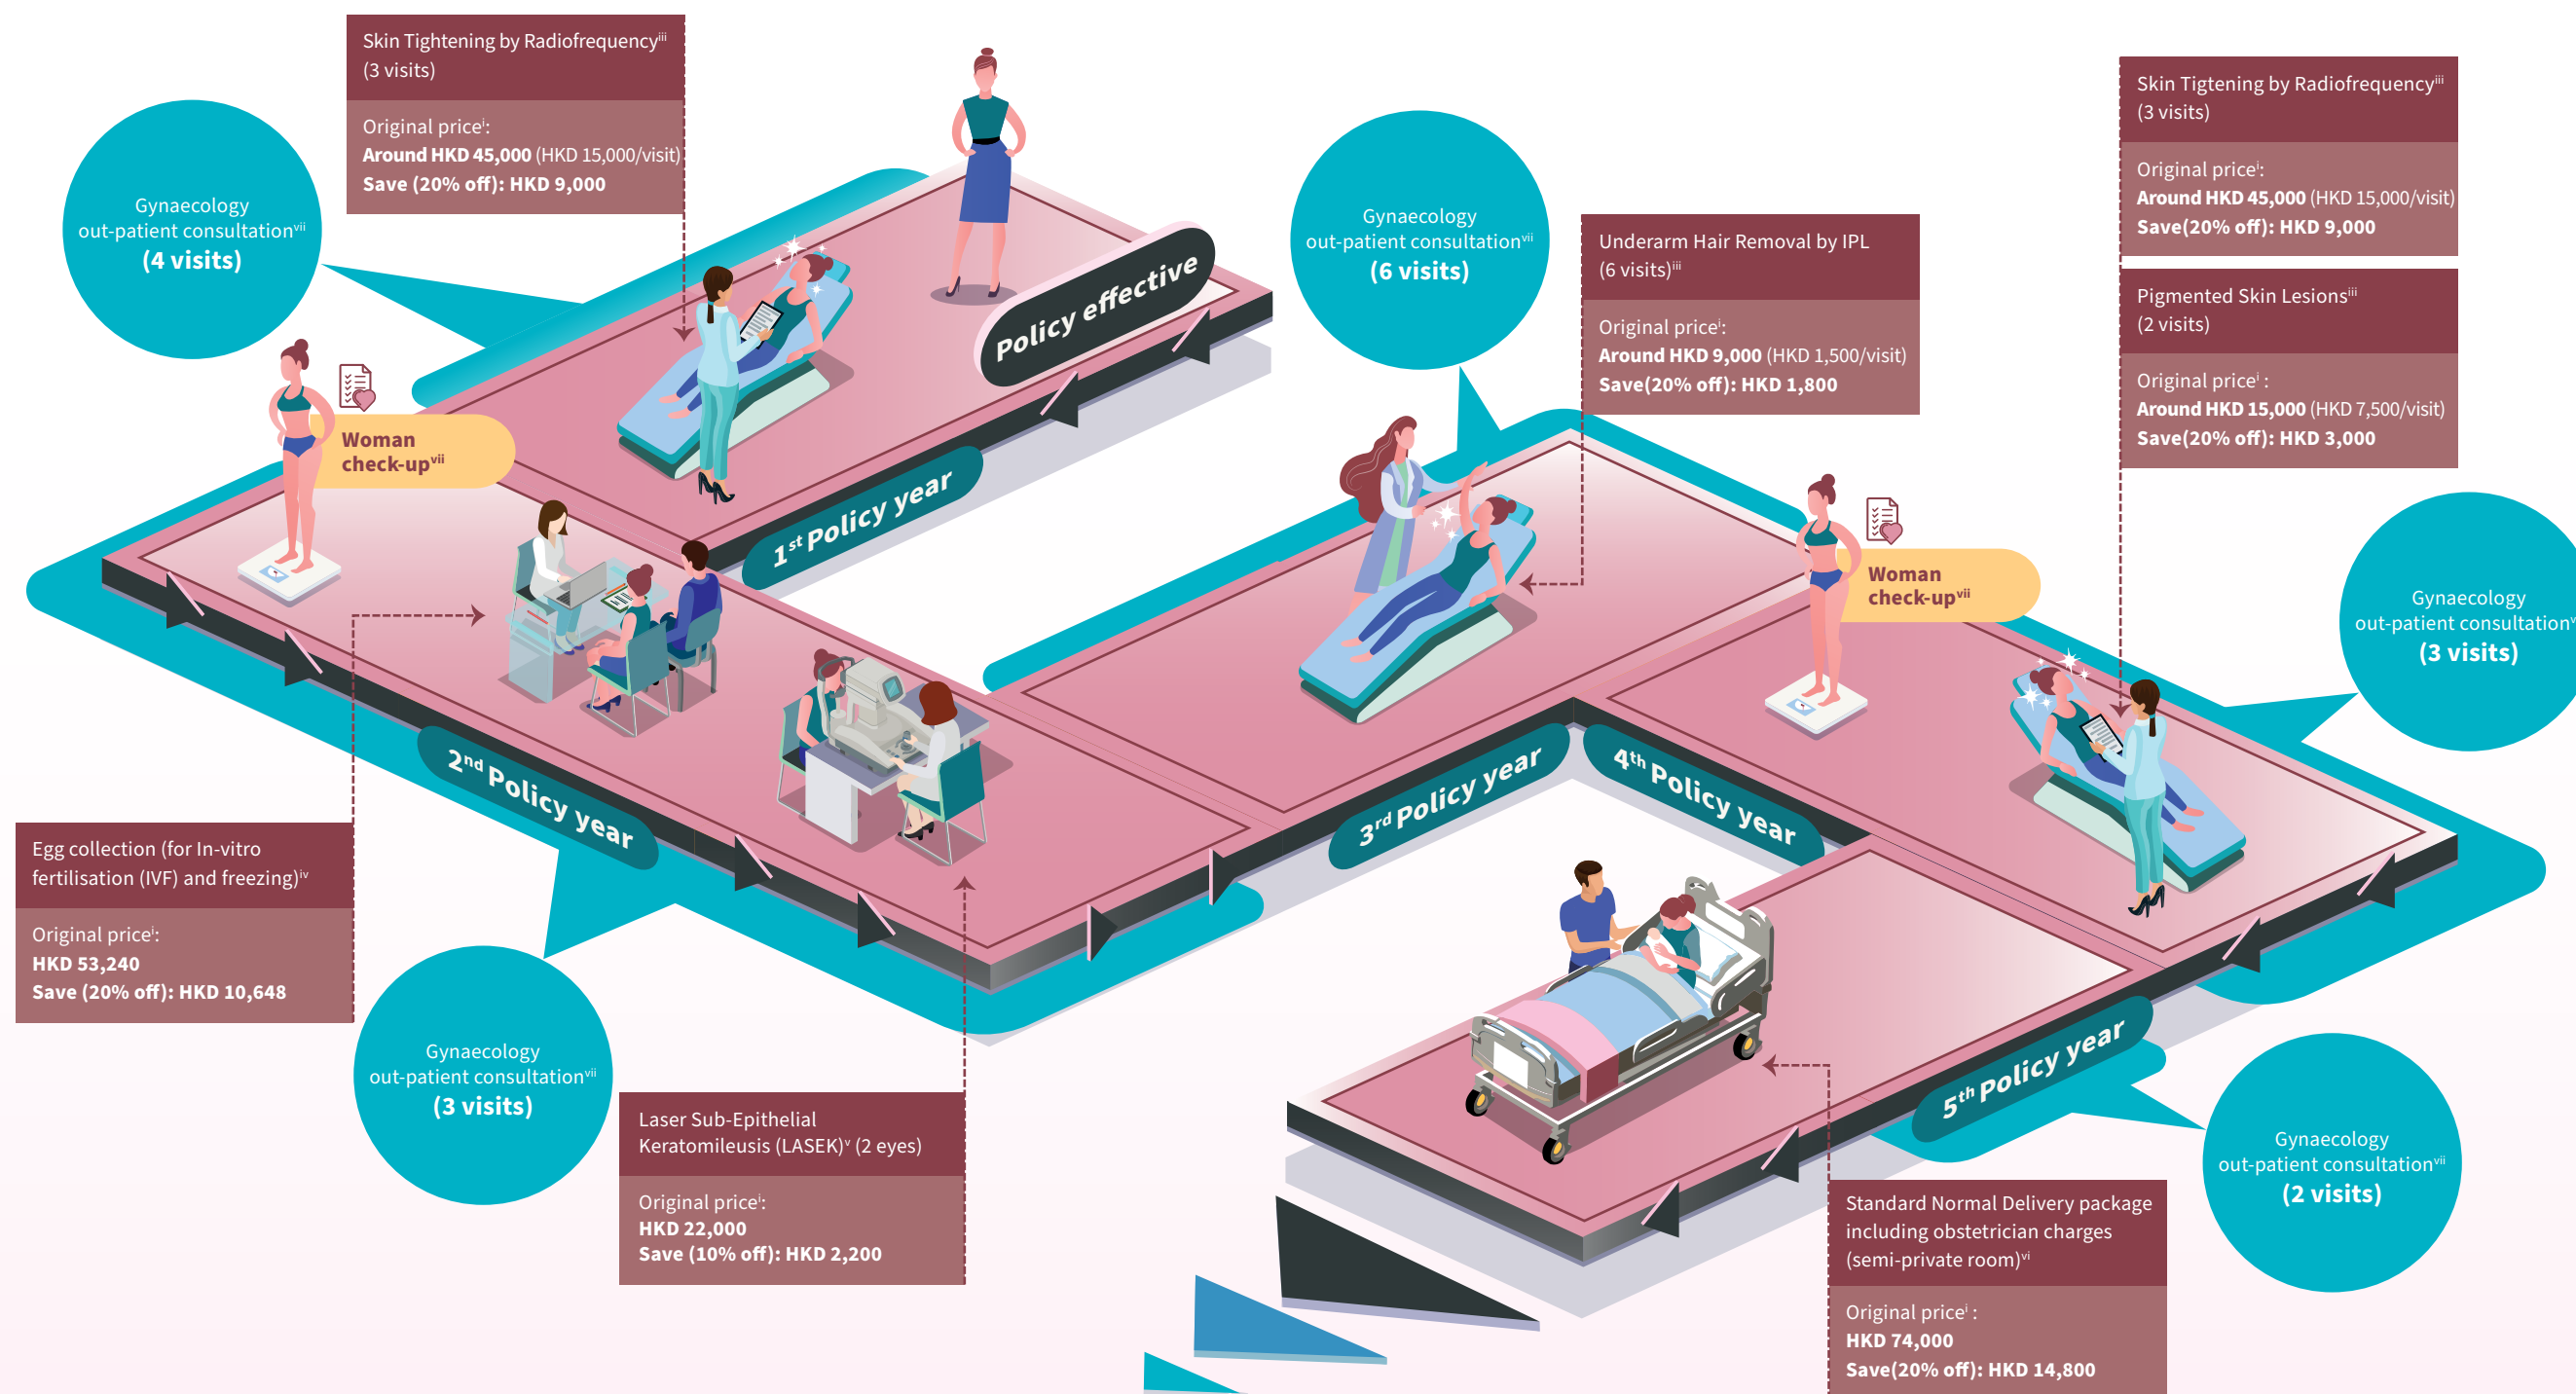 Skin Tightening by Radiofrequencyⁱⁱⁱ
(3 visits)
Original priceⁱ:
Around HKD 45,000 (HKD 15,000/visit)
Save (20% off): HKD 9,000
Gynaecology
out-patient consultationᵛⁱⁱ
(4 visits)
Policy effective
1ˢᵗ Policy year
Woman
check-upᵛⁱⁱ
Egg collection (for In-vitro
fertilisation (IVF) and freezing)ⁱᵛ
Original priceⁱ:
HKD 53,240
Save (20% off): HKD 10,648
2ⁿᵈ Policy year
Gynaecology
out-patient consultationᵛⁱⁱ
(3 visits)
Laser Sub-Epithelial
Keratomileusis (LASEK)ᵛ (2 eyes)
Original priceⁱ:
HKD 22,000
Save (10% off): HKD 2,200
Gynaecology
out-patient consultationᵛⁱⁱ
(6 visits)
Underarm Hair Removal by IPL
(6 visits)ⁱⁱⁱ
Original priceⁱ:
Around HKD 9,000 (HKD 1,500/visit)
Save(20% off): HKD 1,800
3ʳᵈ Policy year
4ᵗʰ Policy year
Woman
check-upᵛⁱⁱ
Skin Tigtening by Radiofrequencyⁱⁱⁱ
(3 visits)
Original priceⁱ:
Around HKD 45,000 (HKD 15,000/visit)
Save(20% off): HKD 9,000
Pigmented Skin Lesionsⁱⁱⁱ
(2 visits)
Original priceⁱ :
Around HKD 15,000 (HKD 7,500/visit)
Save(20% off): HKD 3,000
Gynaecology
out-patient consultation
(3 visits)
5ᵗʰ Policy year
Gynaecology
out-patient consultationᵛⁱⁱ
(2 visits)
Standard Normal Delivery package
including obstetrician charges
(semi-private room)ᵛⁱ
Original priceⁱ :
HKD 74,000
Save(20% off): HKD 14,800